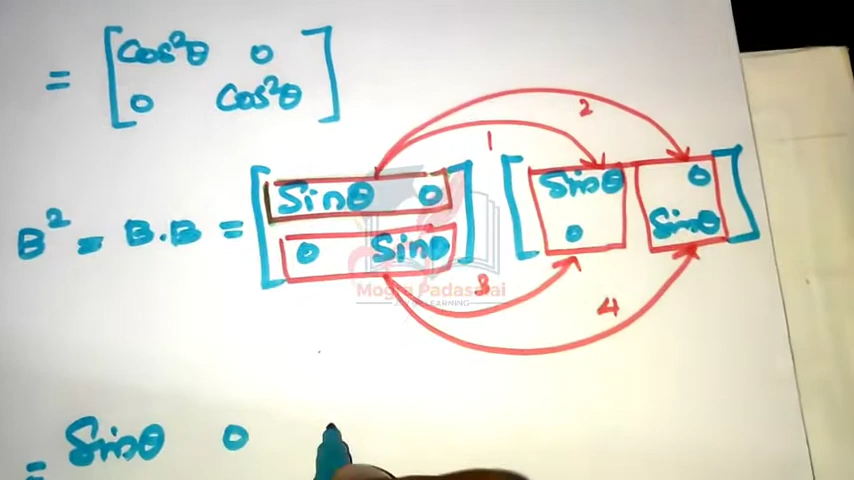 = [cos²θ 0
0 cos²θ]
2
1
B² = B.B = [Sinθ 0
0 Sinθ] [Sinθ 0
0 Sinθ]
3
4
Mogra Padasalai
= Sinθ 0